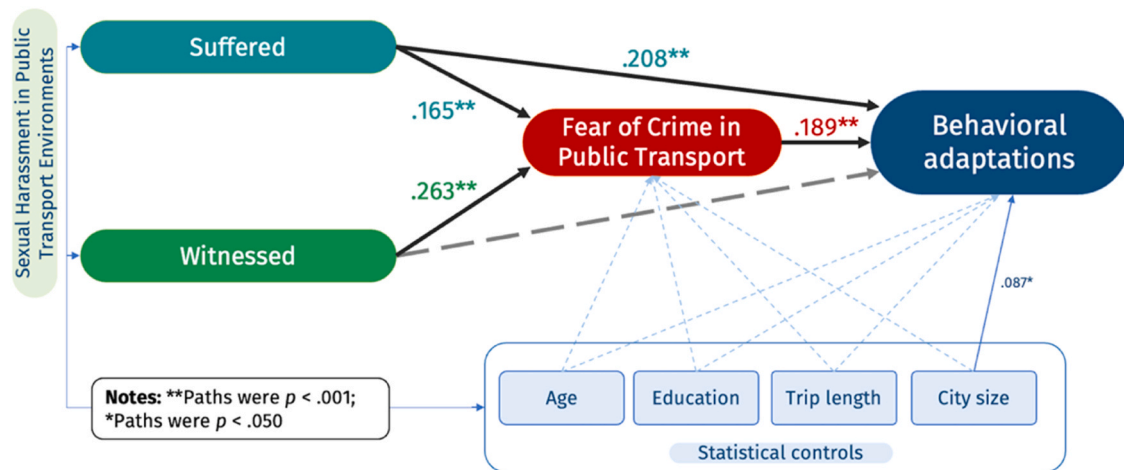 Sexual Harassment in Public
Transport Environments
Suffered
.208**
.165**
Fear of Crime in
Public Transport
.189**
Behavioral
adaptations
.263**
Witnessed
.087*
Notes: **Paths were p < .001;
*Paths were p < .050
Age
Education
Trip length
City size
Statistical controls